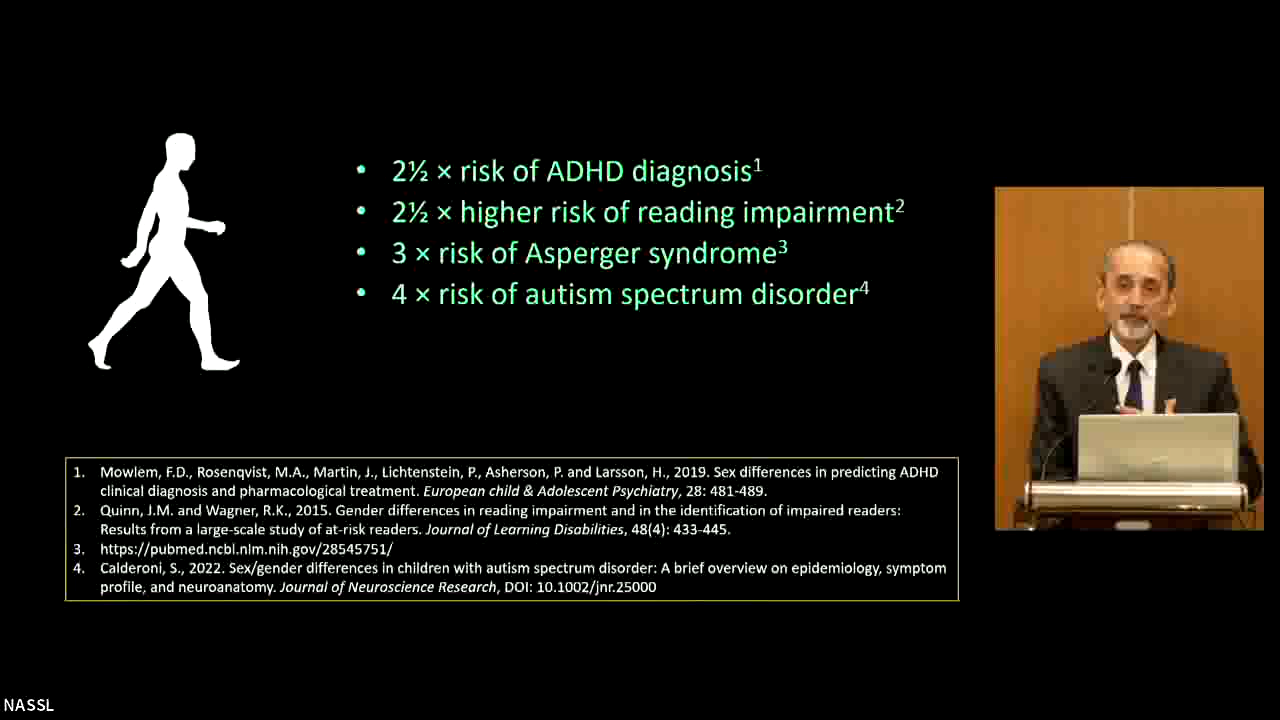 • 2½ × risk of ADHD diagnosis¹
• 2½ × higher risk of reading impairment²
• 3 × risk of Asperger syndrome³
• 4 × risk of autism spectrum disorder⁴
1. Mowlem, F.D., Rosenqvist, M.A., Martin, J., Lichtenstein, P., Asherson, P. and Larsson, H., 2019. Sex differences in predicting ADHD
clinical diagnosis and pharmacological treatment. European child & Adolescent Psychiatry, 28: 481-489.
2. Quinn, J.M. and Wagner, R.K., 2015. Gender differences in reading impairment and in the identification of impaired readers:
Results from a large-scale study of at-risk readers. Journal of Learning Disabilities, 48(4): 433-445.
3. https://pubmed.ncbi.nlm.nih.gov/28545751/
4. Calderoni, S., 2022. Sex/gender differences in children with autism spectrum disorder: A brief overview on epidemiology, symptom
profile, and neuroanatomy. Journal of Neuroscience Research, DOI: 10.1002/jnr.25000
NASSL